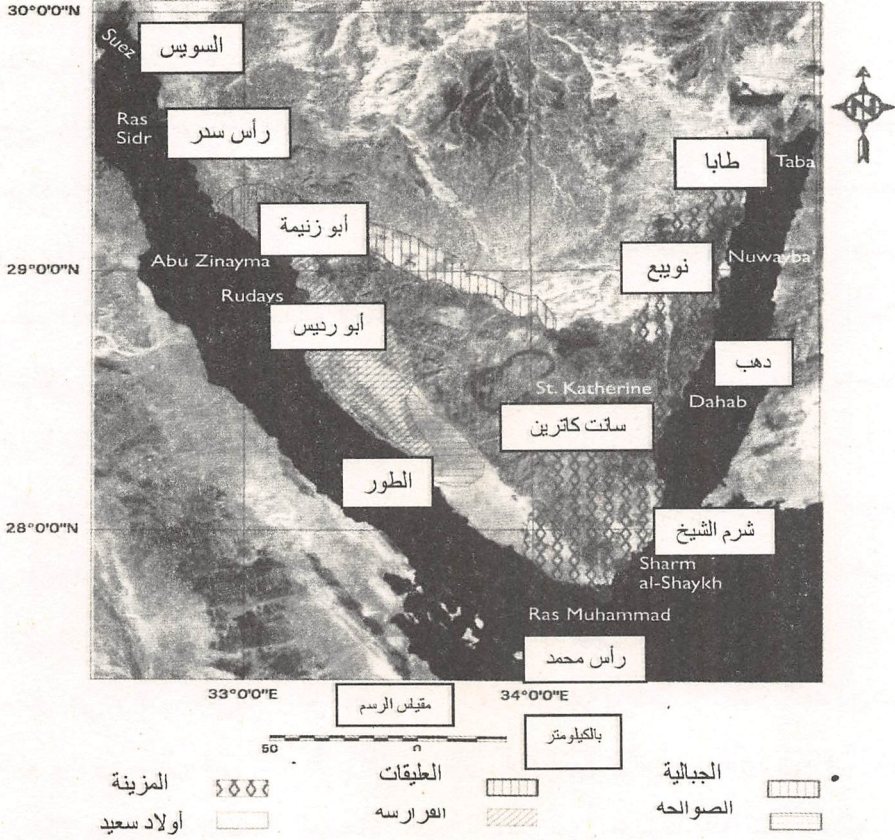 30°0'0"N
Suez
السويس
Ras
Sidr
رأس سدر
N
طابا
Taba
أبو زنيمة
Abu Zinayma
29°0'0"N
نويبع
Nuwayba
Rudays
أبو رديس
دهب
Dahab
St. Katherine
سانت كاترين
الطور
28°0'0"N
شرم الشيخ
Sharm
al-Shaykh
Ras Muhammad
رأس محمد
33°0'0"E
34°0'0"E
مقياس الرسم
بالكيلومتر
50
0
الجبالية
العليقات
المزينة
الصوالحه
الفرارسه
أولاد سعيد